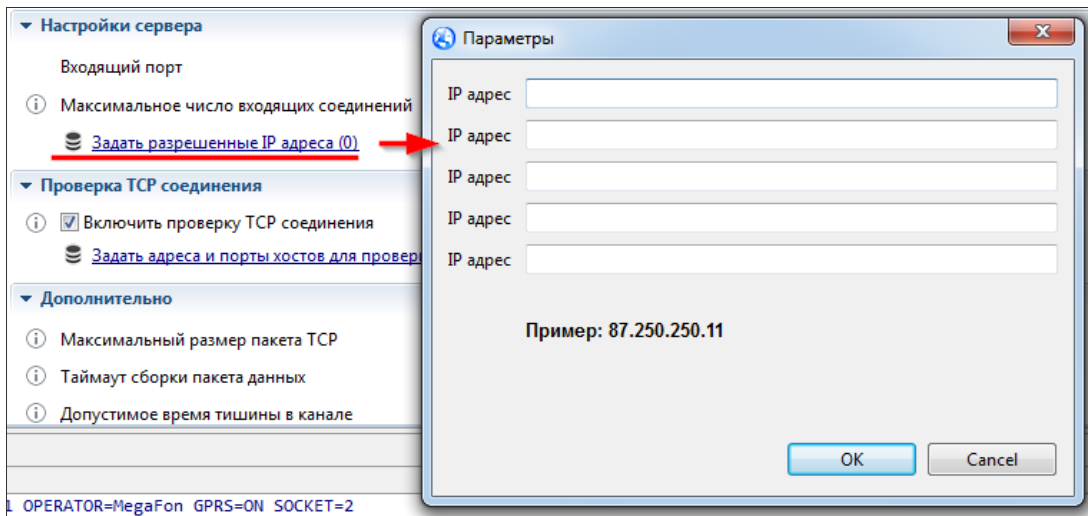 Настройки сервера
Входящий порт
Максимальное число входящих соединений
Задать разрешенные IP адреса (0)
Проверка TCP соединения
Включить проверку TCP соединения
Задать адреса и порты хостов для
Дополнительно
Максимальный размер пакета TCP
Таймаут сборки пакета данных
Допустимое время тишины в канале
OPERATOR=MegaFon GPRS=ON SOCKET=2
Параметры
IP адрес
IP адрес
IP адрес
IP адрес
IP адрес
Пример: 87.250.250.11
OK
Cancel